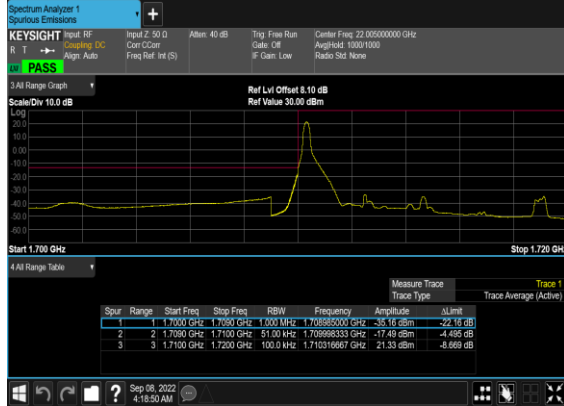 Spectrum Analyzer 1
Spurious Emissions
+
KEYSIGHT Input: RF Input Z: 50 Ω Atten: 40 dB Trig: Free Run Center Freq: 22.005000000 GHz
R T Coupling: DC Corr CCorr Gate: Off Avg|Hold: 1000/1000
Align: Auto Freq Ref: Int (S) IF Gain: Low Radio Std: None
PASS
3 All Range Graph
Ref Lvl Offset 8.10 dB
Scale/Div 10.0 dB Ref Value 30.00 dBm
Log
20.0
10.0
0.00
-10.0
-20.0
-30.0
-40.0
-50.0
-60.0
Start 1.700 GHz Stop 1.720 GH
4 All Range Table
Measure Trace Trace 1
Trace Type Trace Average (Active)
Spur Range Start Freq Stop Freq RBW Frequency Amplitude ΔLimit
1 1 1.7000 GHz 1.7090 GHz 1.000 MHz 1.708985000 GHz -35.16 dBm -22.16 dB
2 2 1.7090 GHz 1.7100 GHz 51.00 kHz 1.709998333 GHz -17.49 dBm -4.495 dB
3 3 1.7100 GHz 1.7200 GHz 100.0 kHz 1.710316667 GHz 21.33 dBm -8.669 dB
?
Sep 08, 2022
4:18:50 AM